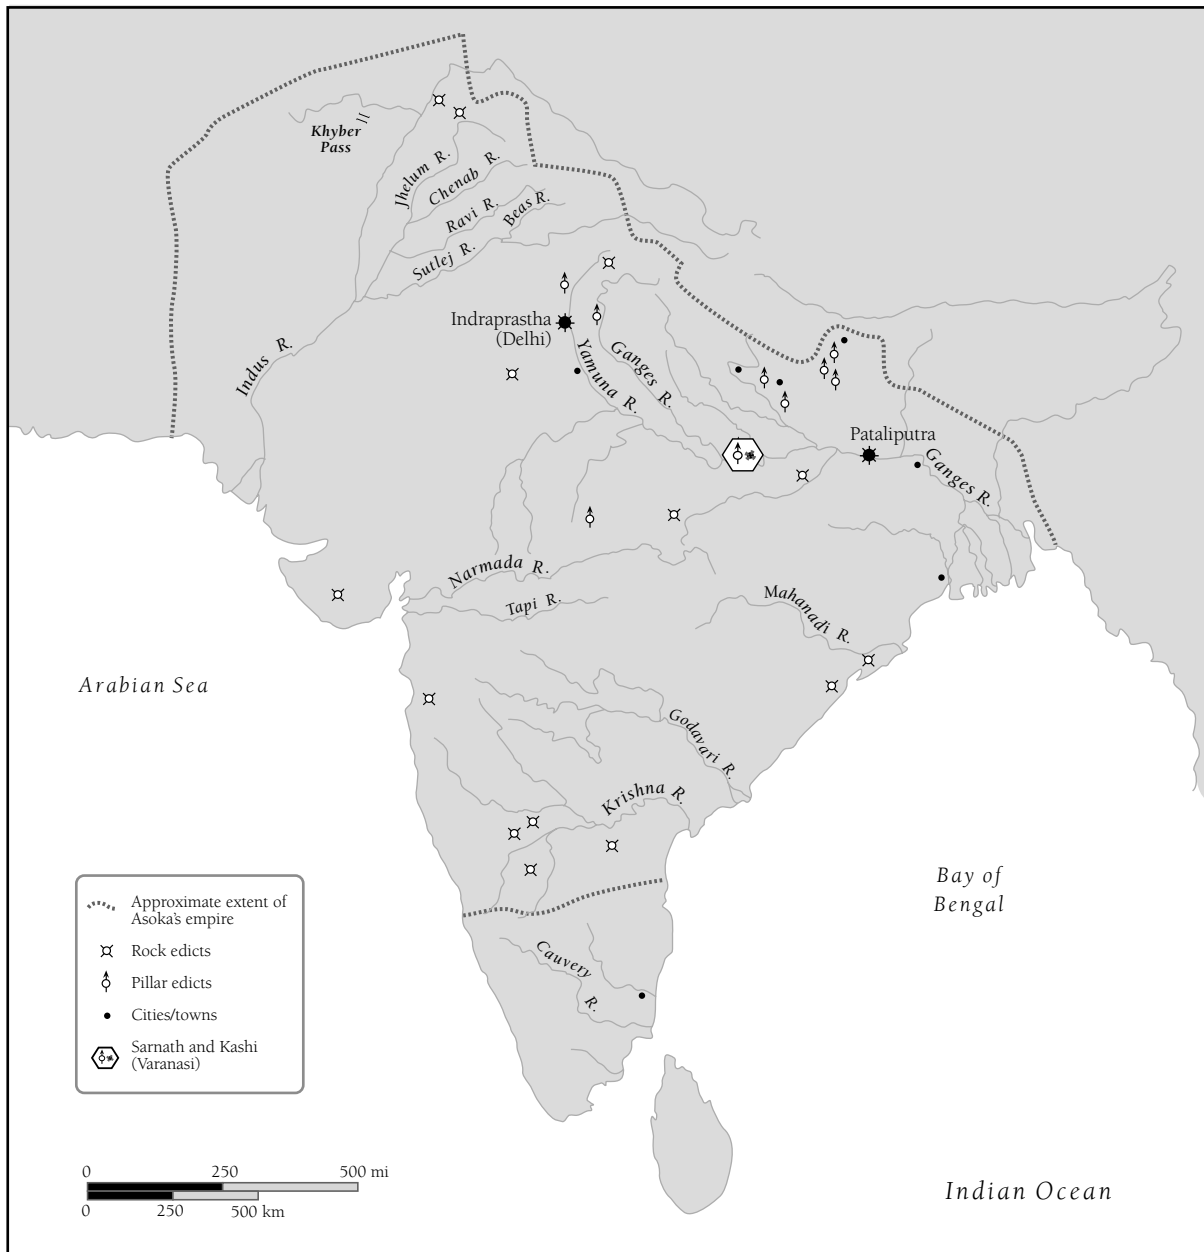 Khyber
Pass
Jhelum R.
Chenab R.
Ravi R.
Beas R.
Sutlej R.
Indraprastha
(Delhi)
Indus R.
Yamuna R.
Ganges R.
Pataliputra
Ganges R.
Narmada R.
Tapi R.
Mahanadi R.
Arabian Sea
Godavari R.
Krishna R.
Bay of
Bengal
Cauvery
R.
Approximate extent of
Asoka's empire
Rock edicts
Pillar edicts
Cities/towns
Sarnath and Kashi
(Varanasi)
0 250 500 mi
0 250 500 km
Indian Ocean